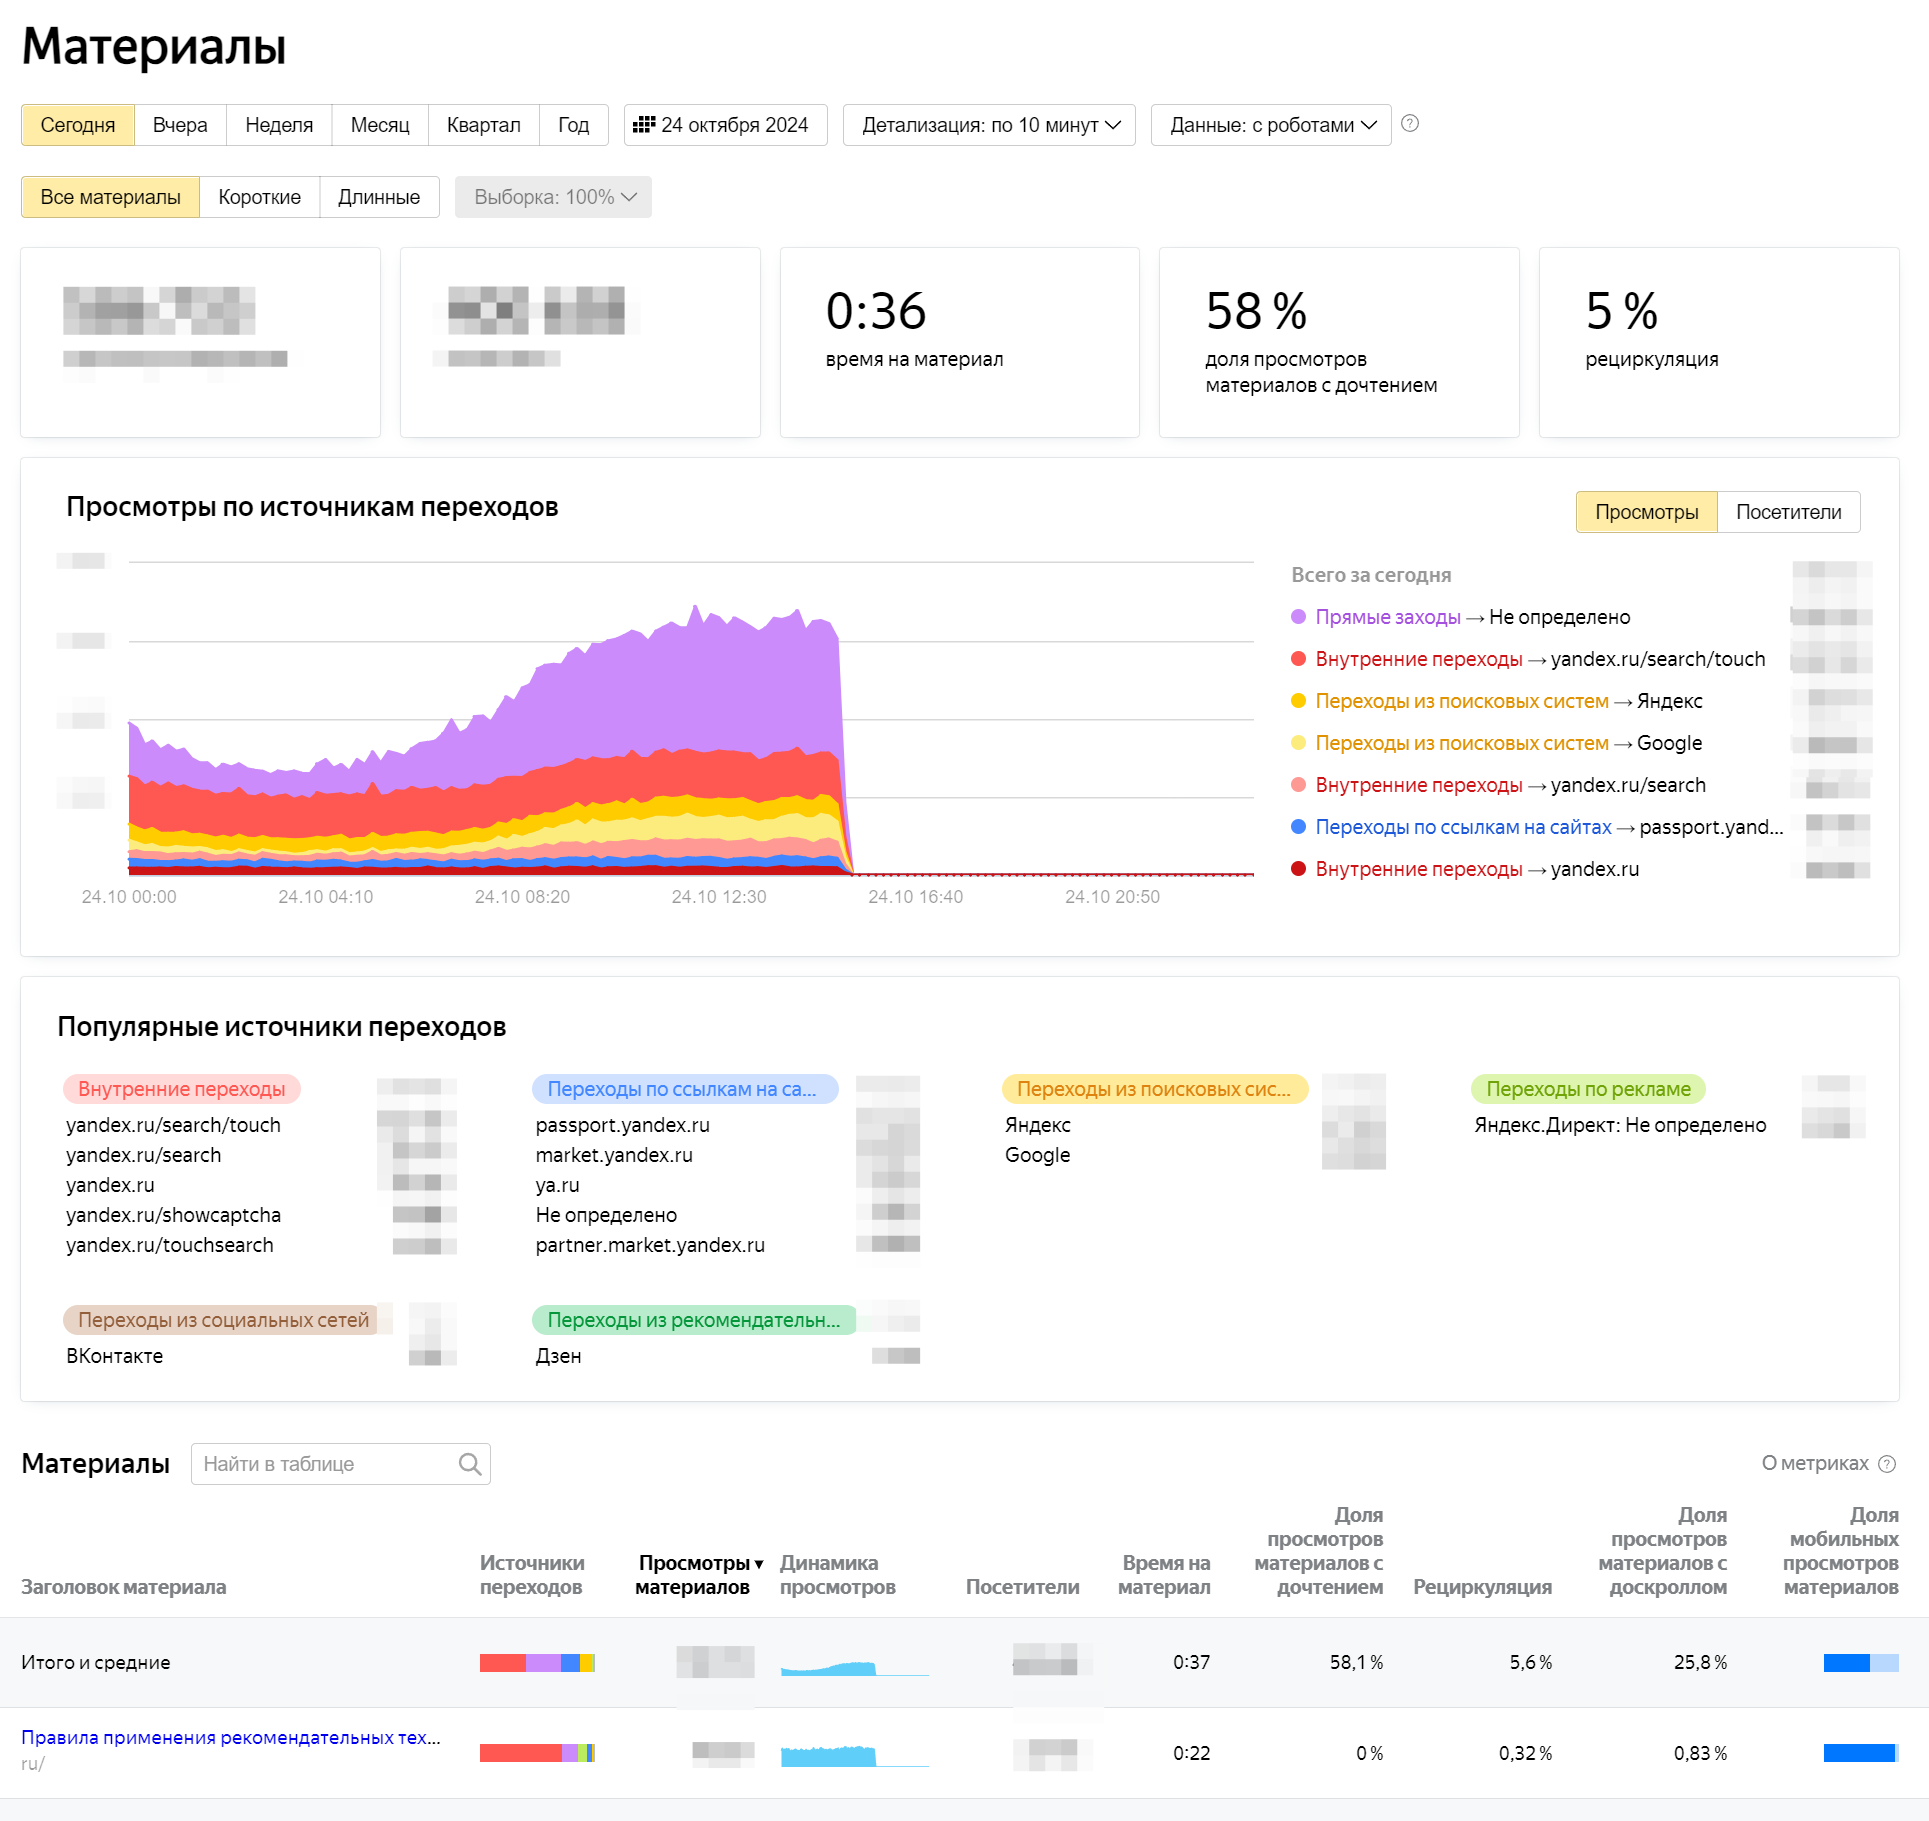 Материалы
Сегодня Вчера Неделя Месяц Квартал Год 24 октября 2024 Детализация: по 10 минут Данные: с роботами ?
Все материалы Короткие Длинные Выборка: 100%
0:36
время на материал
58 %
доля просмотров
материалов с дочтением
5 %
рециркуляция
Просмотры по источникам переходов
Просмотры Посетители
Всего за сегодня
Прямые заходы → Не определено
Внутренние переходы → yandex.ru/search/touch
Переходы из поисковых систем → Яндекс
Переходы из поисковых систем → Google
Внутренние переходы → yandex.ru/search
Переходы по ссылкам на сайтах → passport.yand...
Внутренние переходы → yandex.ru
24.10 00:00 24.10 04:10 24.10 08:20 24.10 12:30 24.10 16:40 24.10 20:50
Популярные источники переходов
Внутренние переходы
yandex.ru/search/touch
yandex.ru/search
yandex.ru
yandex.ru/showcaptcha
yandex.ru/touchsearch
Переходы по ссылкам на са...
passport.yandex.ru
market.yandex.ru
ya.ru
Не определено
partner.market.yandex.ru
Переходы из поисковых сис...
Яндекс
Google
Переходы по рекламе
Яндекс.Директ: Не определено
Переходы из социальных сетей
ВКонтакте
Переходы из рекомендательн...
Дзен
Материалы Найти в таблице О метриках ?
Заголовок материала
Источники
переходов
Просмотры ▼
материалов
Динамика
просмотров
Посетители
Время на
материал
Доля
просмотров
материалов с
дочтением
Рециркуляция
Доля
просмотров
материалов с
доскроллом
Доля
мобильных
просмотров
материалов
Итого и средние 0:37 58,1 % 5,6 % 25,8 %
Правила применения рекомендательных тех... 0:22 0 % 0,32 % 0,83 %
ru/